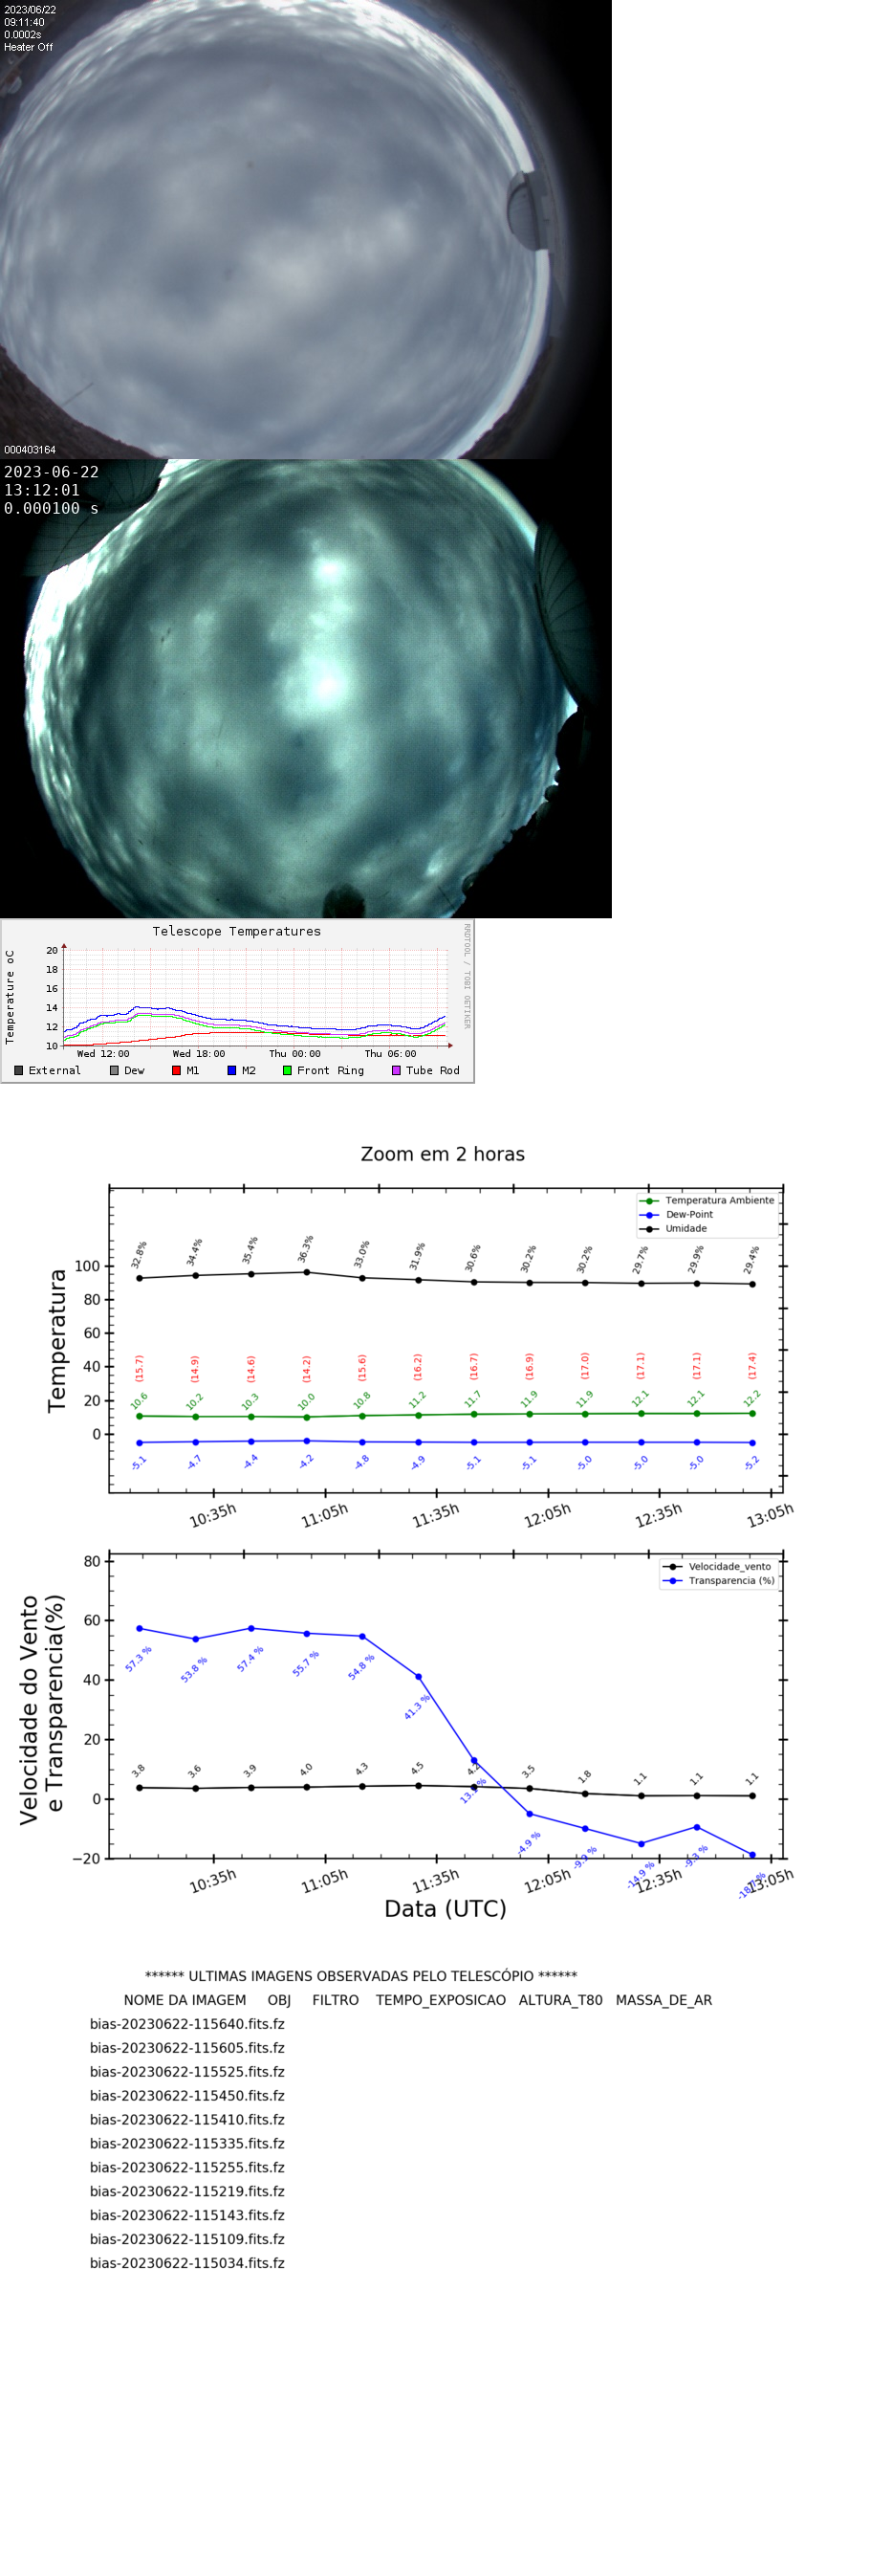 2023/06/22
09:11:40
0.0002s
Heater Off
000403164
2023-06-22
13:12:01
0.000100 s
Telescope Temperatures
RRDTOOL / TOBI OETIKER
Temperature oC
20
18
16
14
12
10
Wed 12:00 Wed 18:00 Thu 00:00 Thu 06:00
External Dew M1 M2 Front Ring Tube Rod
Zoom em 2 horas
Temperatura Ambiente
Dew-Point
Umidade
Temperatura
100
80
60
40
20
0
32.8% 34.4% 35.4% 36.3% 33.0% 31.9% 30.6% 30.2% 30.2% 29.7% 29.9% 29.4%
(15.7) (14.9) (14.6) (14.2) (15.6) (16.2) (16.7) (16.9) (17.0) (17.1) (17.1) (17.4)
10.6 10.2 10.3 10.0 10.8 11.2 11.7 11.9 11.9 12.1 12.1 12.2
-5.1 -4.7 -4.4 -4.2 -4.8 -4.9 -5.1 -5.1 -5.0 -5.0 -5.0 -5.2
10:35h 11:05h 11:35h 12:05h 12:35h 13:05h
Velocidade_vento
Transparencia (%)
Velocidade do Vento
e Transparencia(%)
80
60
40
20
0
−20
57.3 % 53.8 % 57.4 % 55.7 % 54.8 % 41.3 % -4.9 % -9.9 % -14.9 % -9.3 %
3.8 3.6 3.9 4.0 4.3 4.5 4.2 3.5 1.8 1.1 1.1 1.1
10:35h 11:05h 11:35h 12:05h 12:35h 13:05h
Data (UTC)
****** ULTIMAS IMAGENS OBSERVADAS PELO TELESCÓPIO ******
NOME DA IMAGEM OBJ FILTRO TEMPO_EXPOSICAO ALTURA_T80 MASSA_DE_AR
bias-20230622-115640.fits.fz
bias-20230622-115605.fits.fz
bias-20230622-115525.fits.fz
bias-20230622-115450.fits.fz
bias-20230622-115410.fits.fz
bias-20230622-115335.fits.fz
bias-20230622-115255.fits.fz
bias-20230622-115219.fits.fz
bias-20230622-115143.fits.fz
bias-20230622-115109.fits.fz
bias-20230622-115034.fits.fz